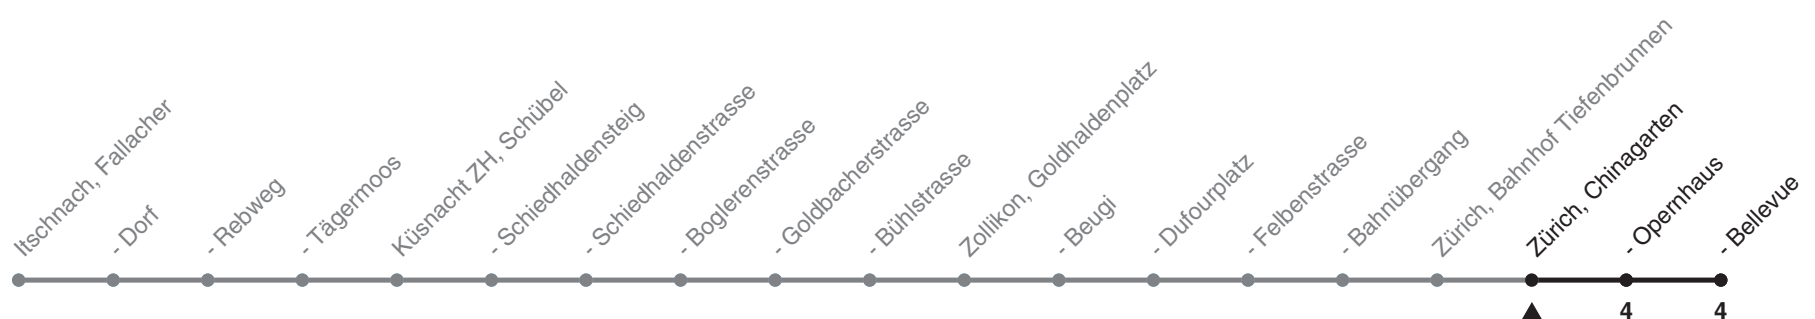 Itschnach, Fallacher
- Dorf
- Rebweg
- Tägermoos
Küsnacht ZH, Schübel
- Schiedhaldensteig
- Schiedhaldenstrasse
- Boglerenstrasse
- Goldbacherstrasse
- Bühlstrasse
Zollikon, Goldhaldenplatz
- Beugi
- Dufourplatz
- Felbenstrasse
- Bahnübergang
Zürich, Bahnhof Tiefenbrunnen
Zürich, Chinagarten
- Opernhaus
- Bellevue
4 4